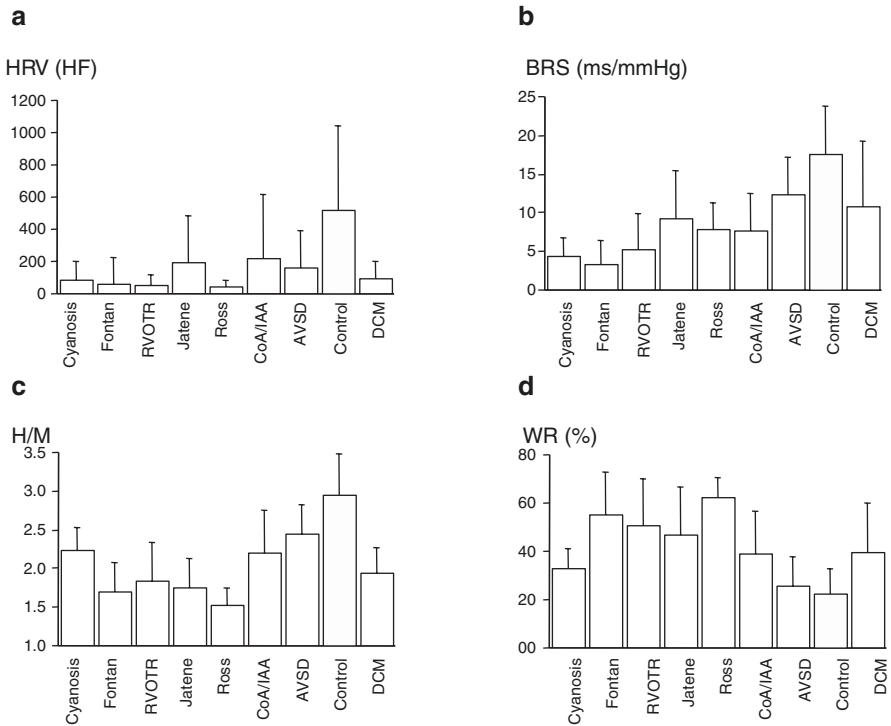 a
HRV (HF)
1200
1000
800
600
400
200
0
Cyanosis
Fontan
RVOTR
Jatene
Ross
CoA/IAA
AVSD
Control
DCM
b
BRS (ms/mmHg)
25
20
15
10
5
0
Cyanosis
Fontan
RVOTR
Jatene
Ross
CoA/IAA
AVSD
Control
DCM
c
H/M
3.5
3.0
2.5
2.0
1.5
1.0
Cyanosis
Fontan
RVOTR
Jatene
Ross
CoA/IAA
AVSD
Control
DCM
d
WR (%)
80
60
40
20
00
Cyanosis
Fontan
RVOTR
Jatene
Ross
CoA/IAA
AVSD
Control
DCM